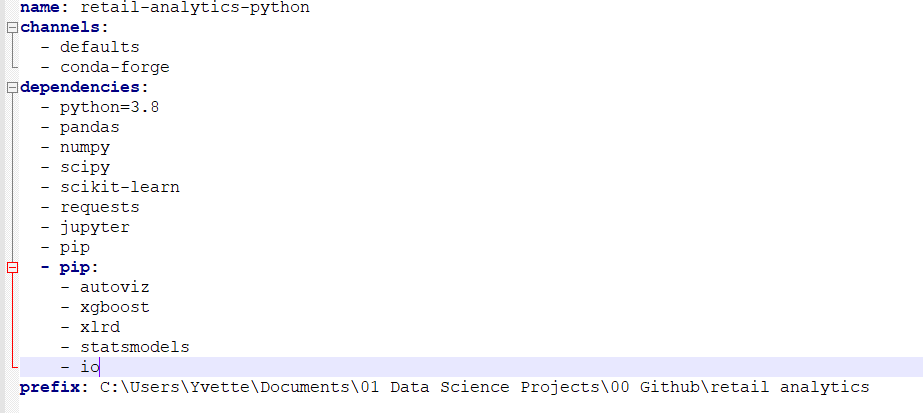 name: retail-analytics-python
channels:
  - defaults
  - conda-forge
dependencies:
  - python=3.8
  - pandas
  - numpy
  - scipy
  - scikit-learn
  - requests
  - jupyter
  - pip
  - pip:
    - autoviz
    - xgboost
    - xlrd
    - statsmodels
    - io
prefix: C:\Users\Yvette\Documents\01 Data Science Projects\00 Github\retail analytics